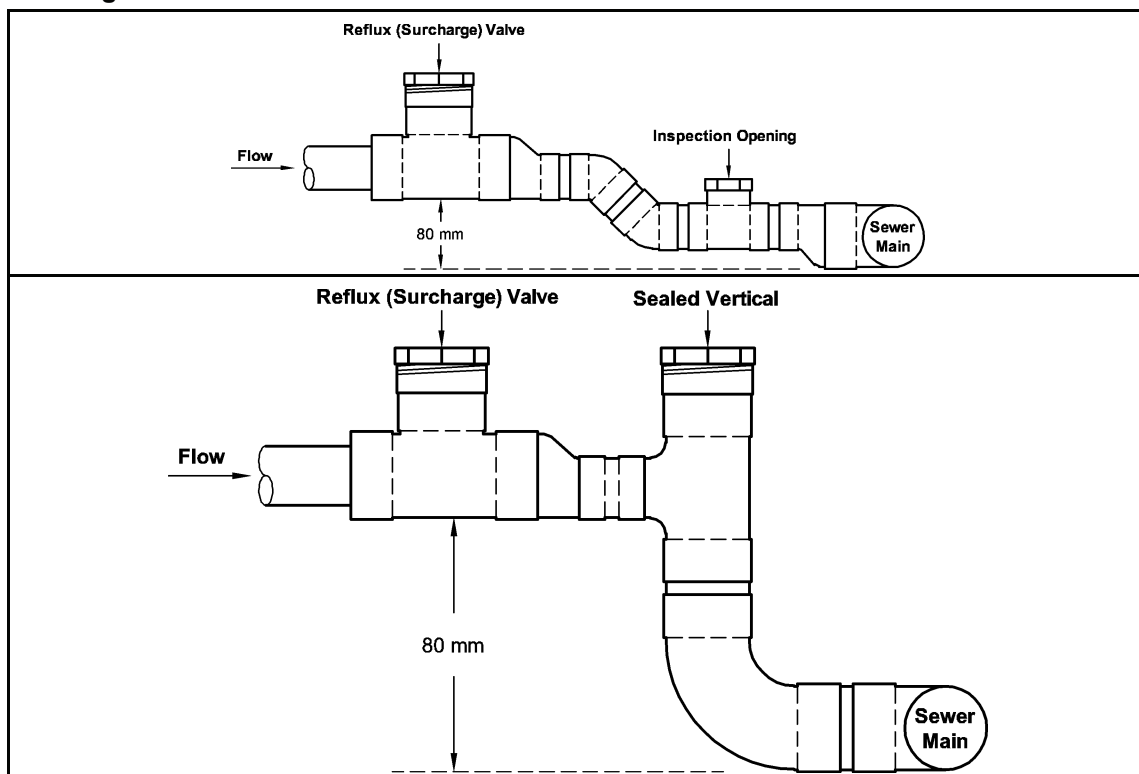 Reflux (Surcharge) Valve
Inspection Opening
Flow
80 mm
Sewer
Main
Reflux (Surcharge) Valve
Sealed Vertical
Flow
80 mm
Sewer
Main